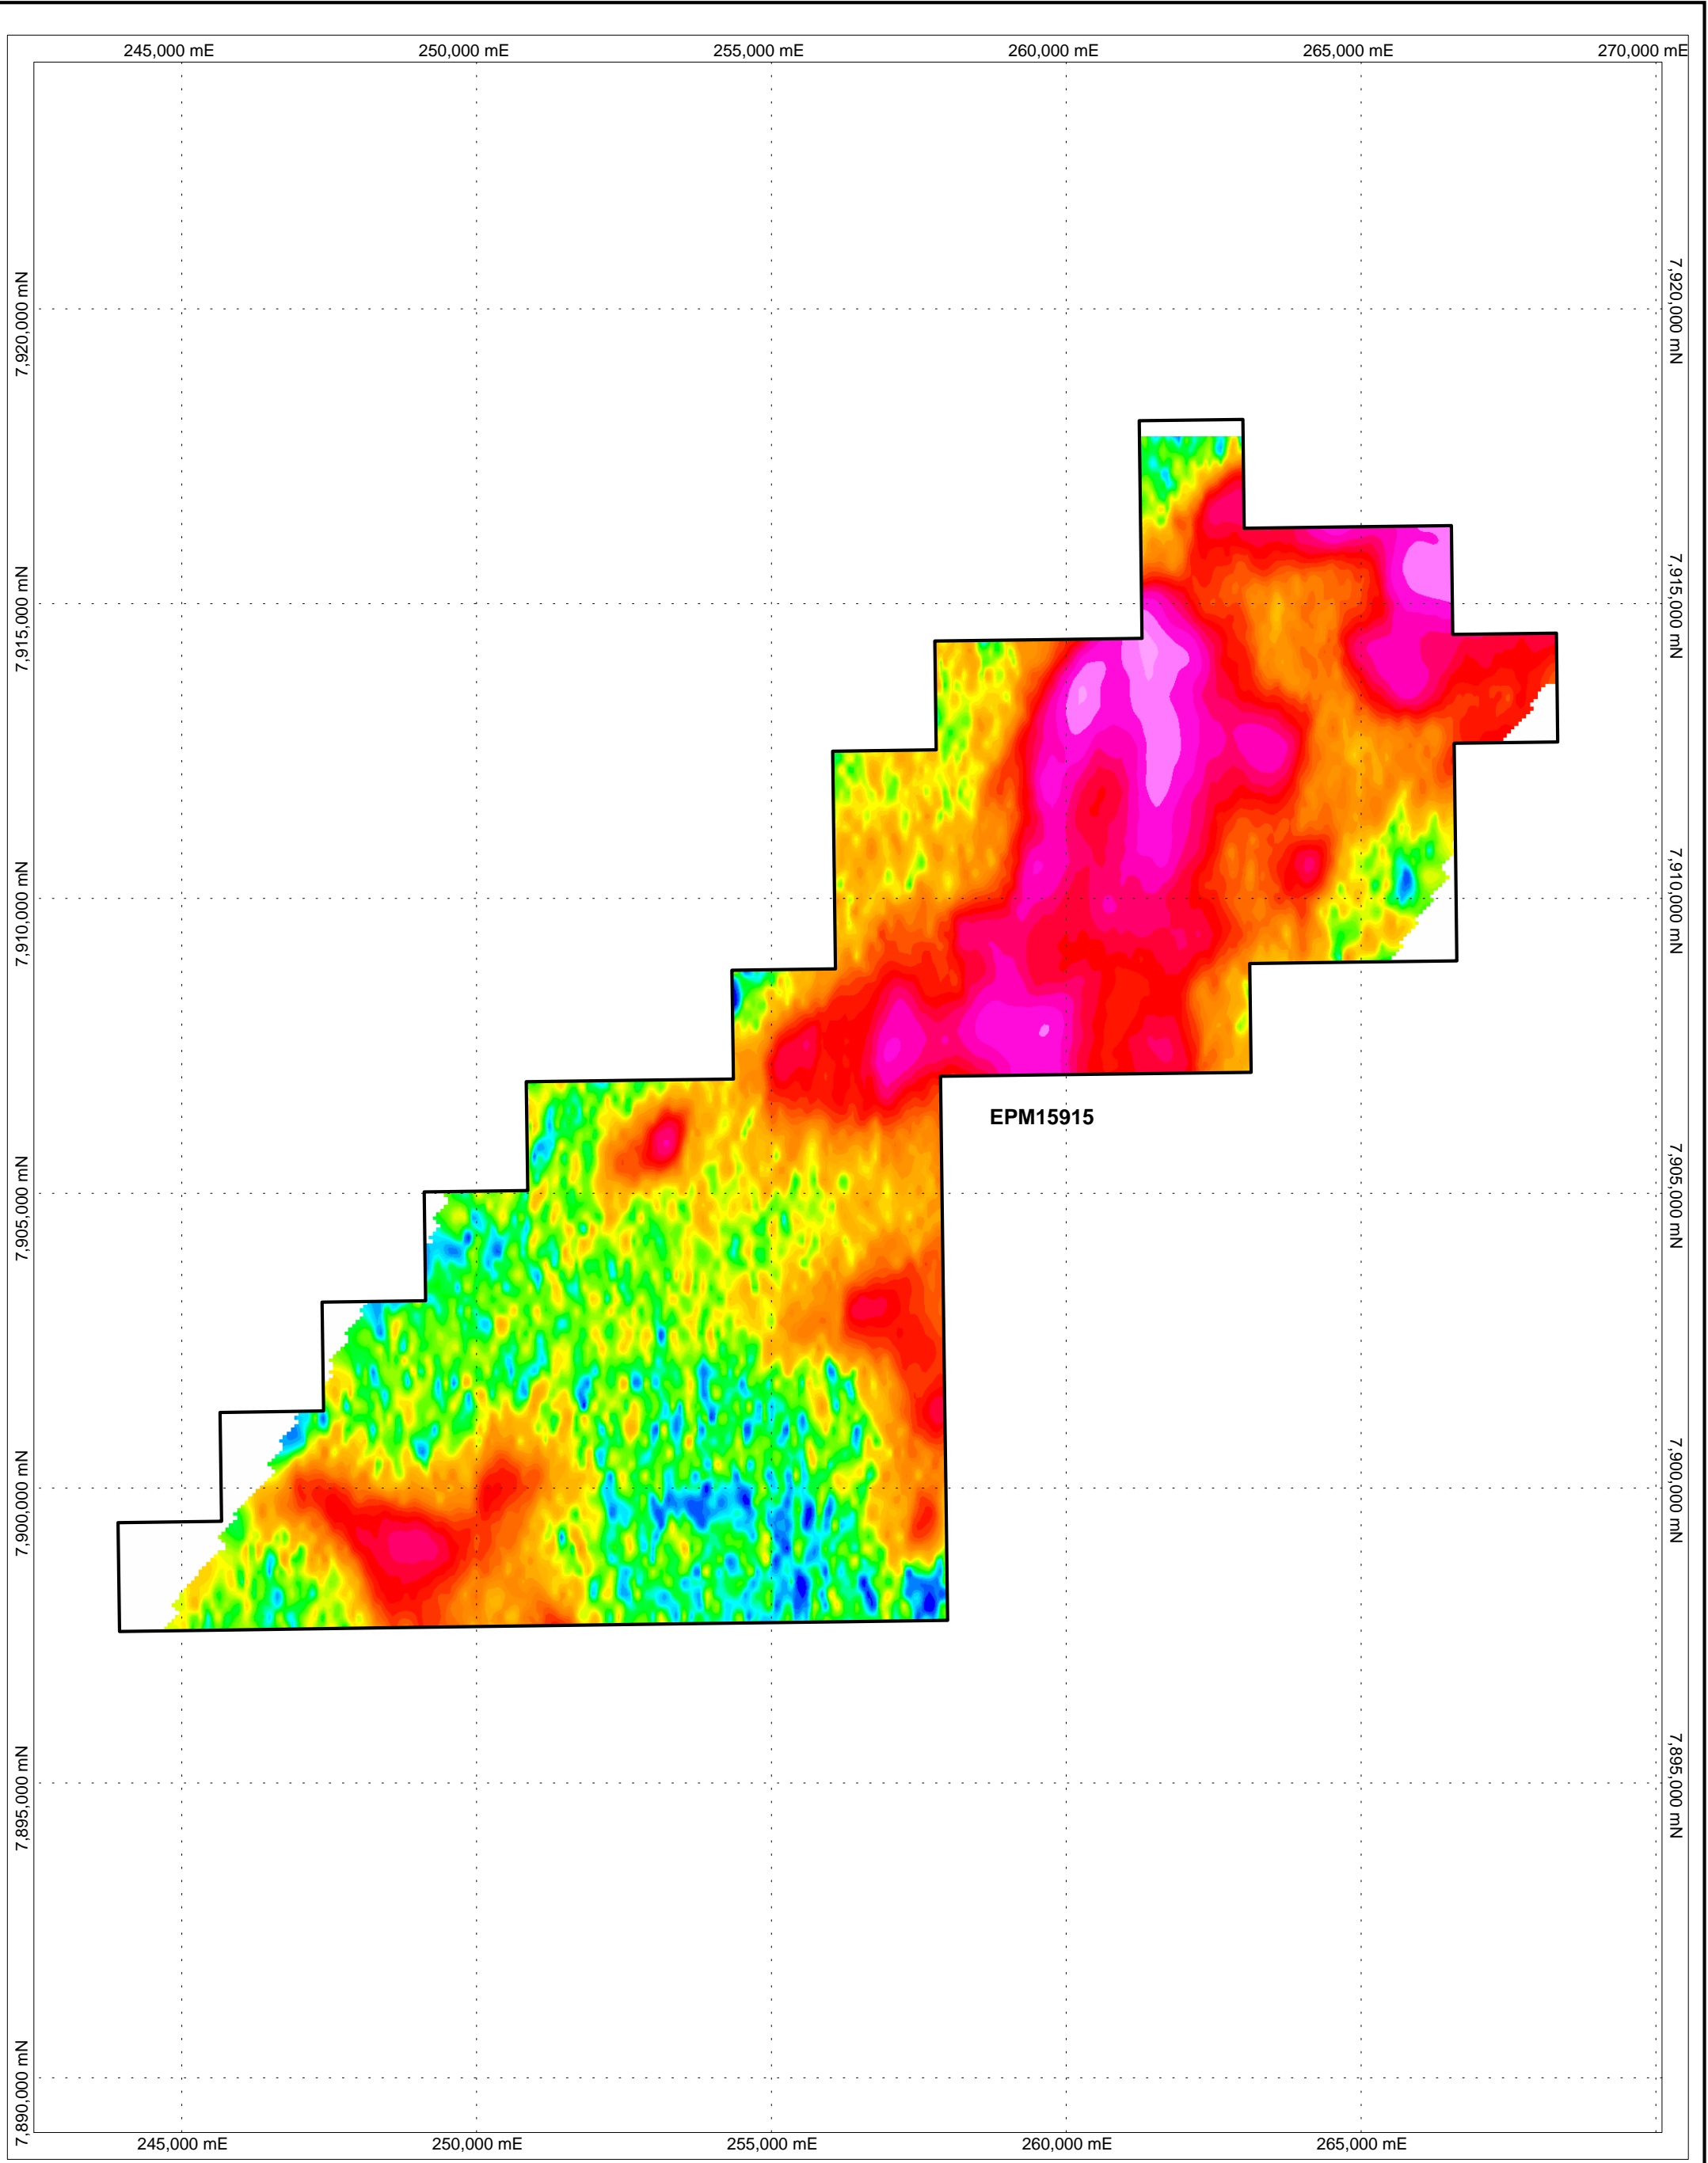 245,000 mE
250,000 mE
255,000 mE
260,000 mE
265,000 mE
270,000 mE
7,920,000 mN
7,920,000 mN
7,915,000 mN
7,915,000 mN
7,910,000 mN
7,910,000 mN
EPM15915
7,905,000 mN
7,905,000 mN
7,900,000 mN
7,900,000 mN
7,895,000 mN
7,895,000 mN
7,890,000 mN
245,000 mE
250,000 mE
255,000 mE
260,000 mE
265,000 mE